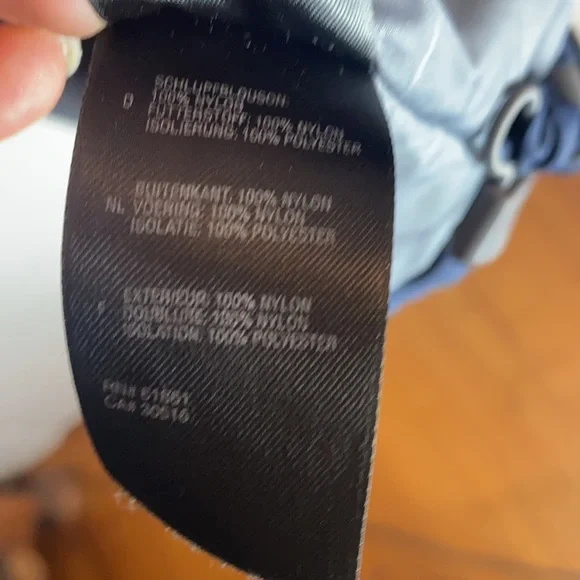 D SCHLUPFBLOUSON:
100% NYLON
FUTTERSTOFF: 100% NYLON
ISOLIERUNG: 100% POLYESTER
BUITENKANT: 100% NYLON
NL VOERING: 100% NYLON
ISOLATIE: 100% POLYESTER
EXTERIEUR: 100% NYLON
F DOUBLURE: 100% NYLON
ISOLATION: 100% POLYESTER
RN# 61661
CA# 30516